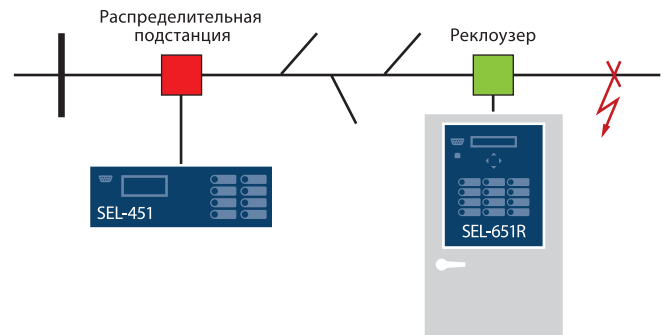 Распределительная
подстанция
Реклоузер
SEL-451
SEL-651R